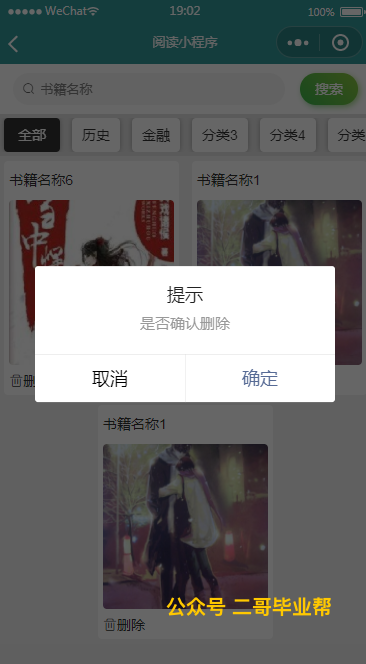 WeChat 19:02 100%
阅读小程序
书籍名称 搜索
全部 历史 金融 分类3 分类4 分类
书籍名称6 书籍名称1
提示
是否确认删除
取消 确定
书籍名称1
公众号 二哥毕业帮
删除